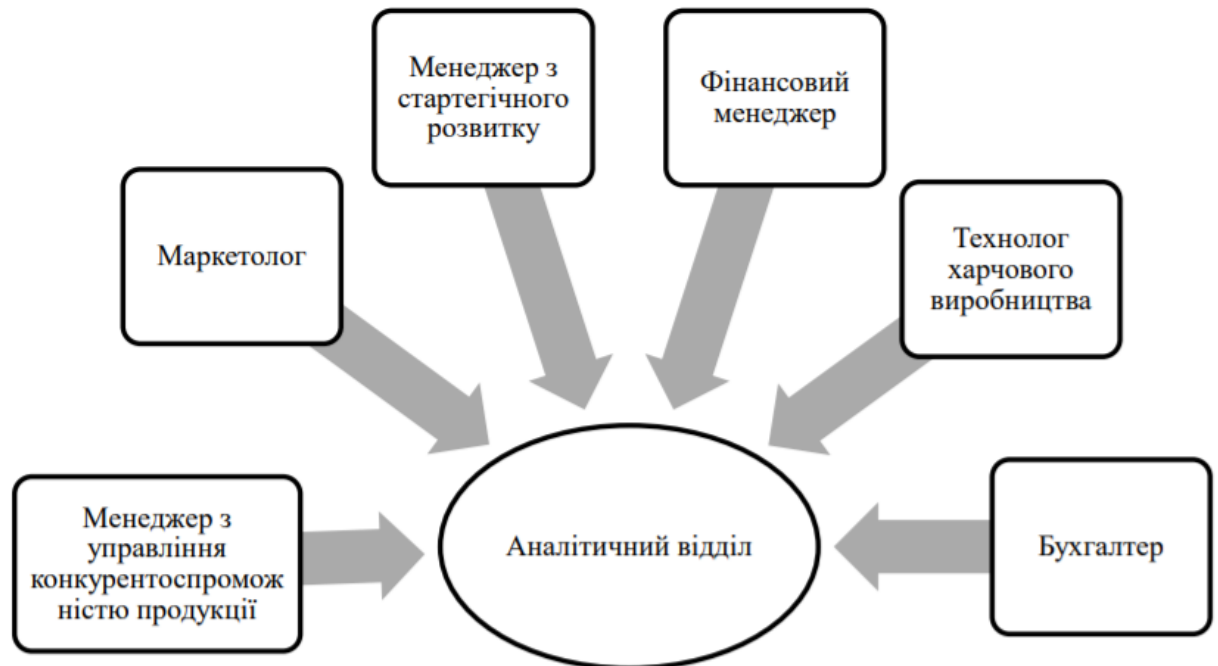 Менеджер з
стартегічного
розвитку
Фінансовий
менеджер
Маркетолог
Технолог
харчового
виробництва
Менеджер з
управління
конкурентоспромож
ністю продукції
Аналітичний відділ
Бухгалтер